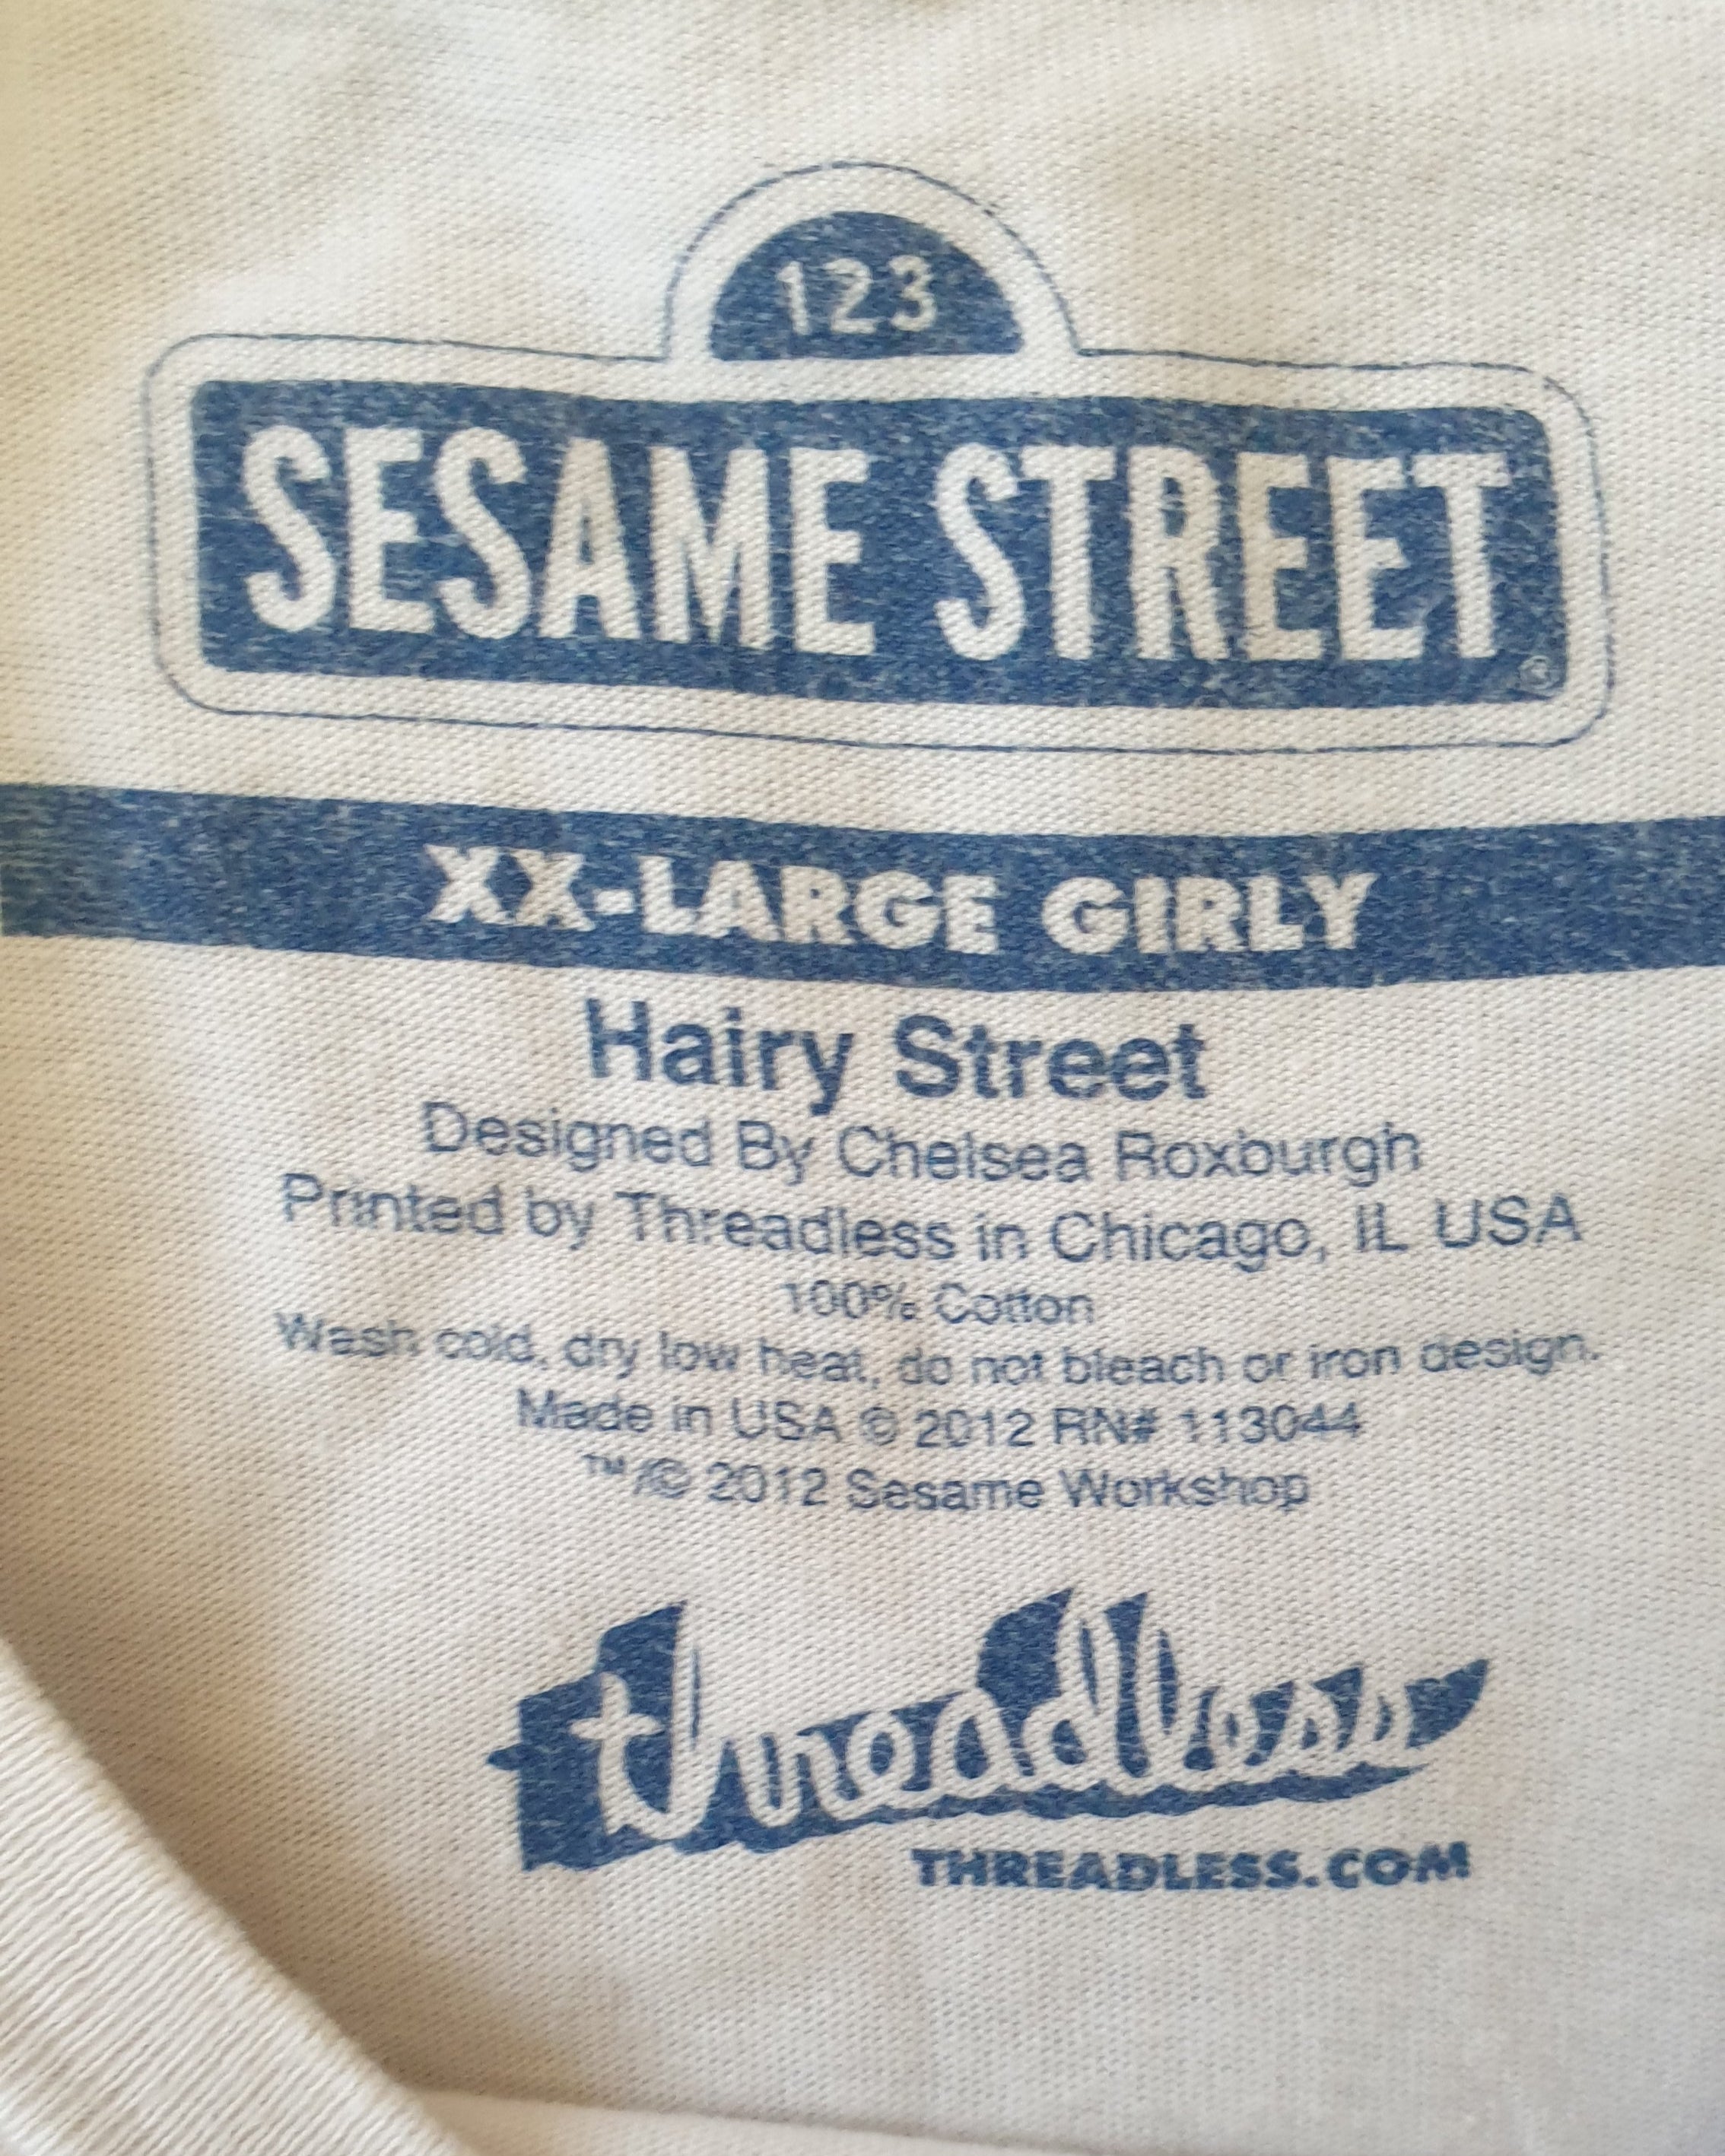 123
SESAME STREET®
XX-LARGE GIRLY
Hairy Street
Designed By Chelsea Roxburgh
Printed by Threadless in Chicago, IL USA
100% Cotton
Wash cold, dry low heat, do not bleach or iron design.
Made in USA © 2012 RN# 113044
™/© 2012 Sesame Workshop
threadless
THREADLESS.COM